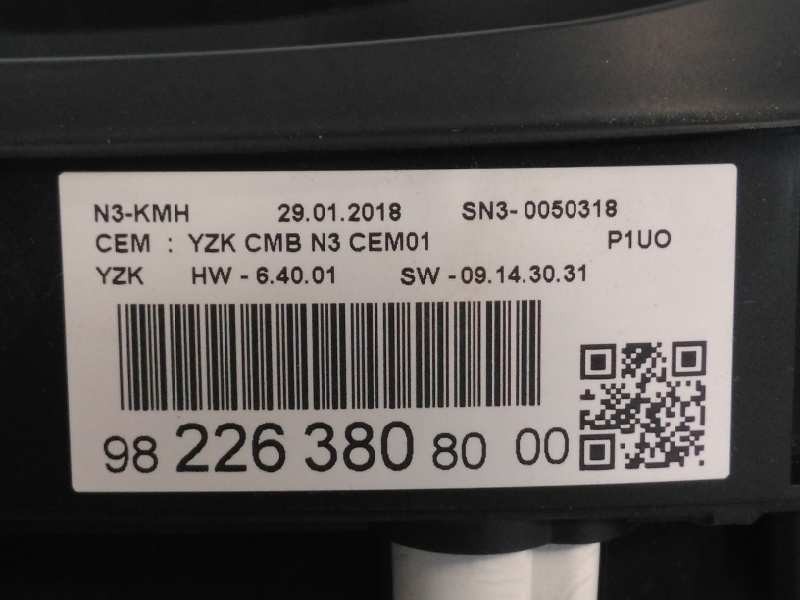 N3-KMH 29.01.2018 SN3-0050318
CEM : YZK CMB N3 CEM01 P1UO
YZK HW - 6.40.01 SW - 09.14.30.31
98 226 380 80 00